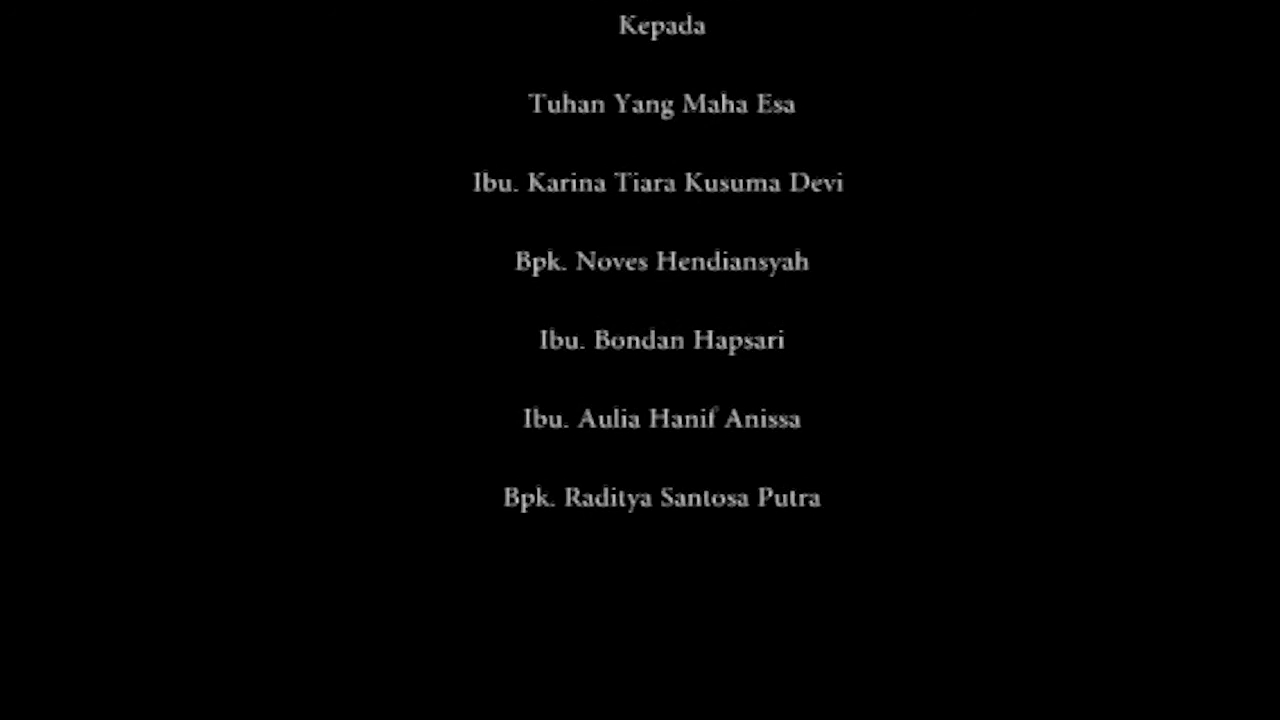 Kepada
Tuhan Yang Maha Esa
Ibu. Karina Tiara Kusuma Devi
Bpk. Noves Hendiansyah
Ibu. Bondan Hapsari
Ibu. Aulia Hanif Anissa
Bpk. Raditya Santosa Putra